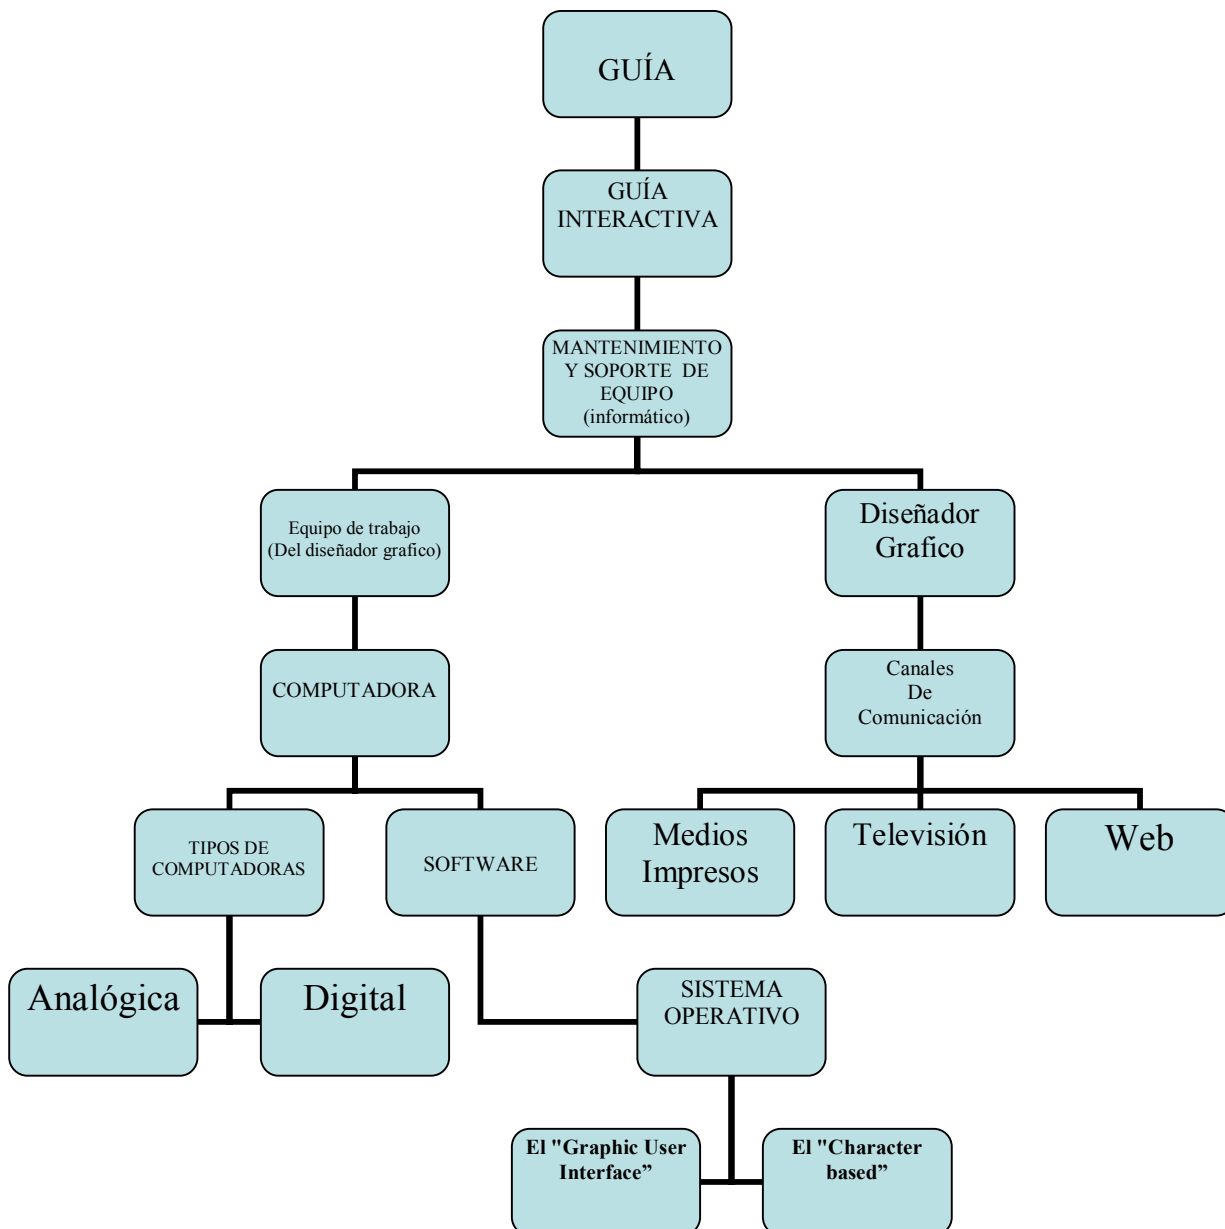 GUÍA
GUÍA
INTERACTIVA
MANTENIMIENTO
Y SOPORTE DE
EQUIPO
(informático)
Equipo de trabajo
(Del diseñador grafico)
Diseñador
Grafico
COMPUTADORA
Canales
De
Comunicación
TIPOS DE
COMPUTADORAS
SOFTWARE
Medios
Impresos
Televisión
Web
Analógica
Digital
SISTEMA
OPERATIVO
El "Graphic User
Interface”
El "Character
based”